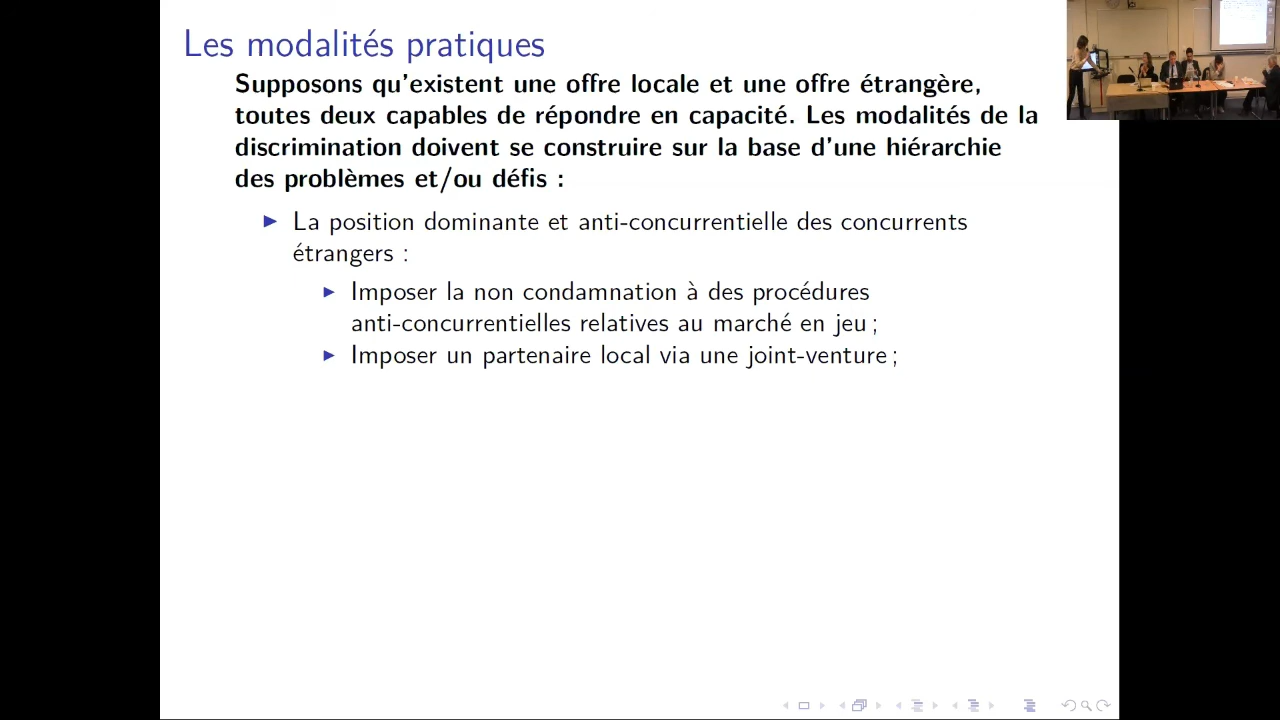 Les modalités pratiques
Supposons qu'existent une offre locale et une offre étrangère,
toutes deux capables de répondre en capacité. Les modalités de la
discrimination doivent se construire sur la base d'une hiérarchie
des problèmes et/ou défis :
La position dominante et anti-concurrentielle des concurrents
étrangers :
Imposer la non condamnation à des procédures
anti-concurrentielles relatives au marché en jeu ;
Imposer un partenaire local via une joint-venture ;